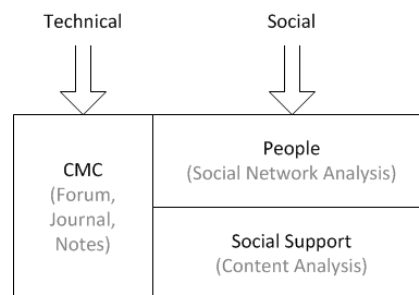 Technical
Social
CMC
(Forum,
Journal,
Notes)
People
(Social Network Analysis)
Social Support
(Content Analysis)